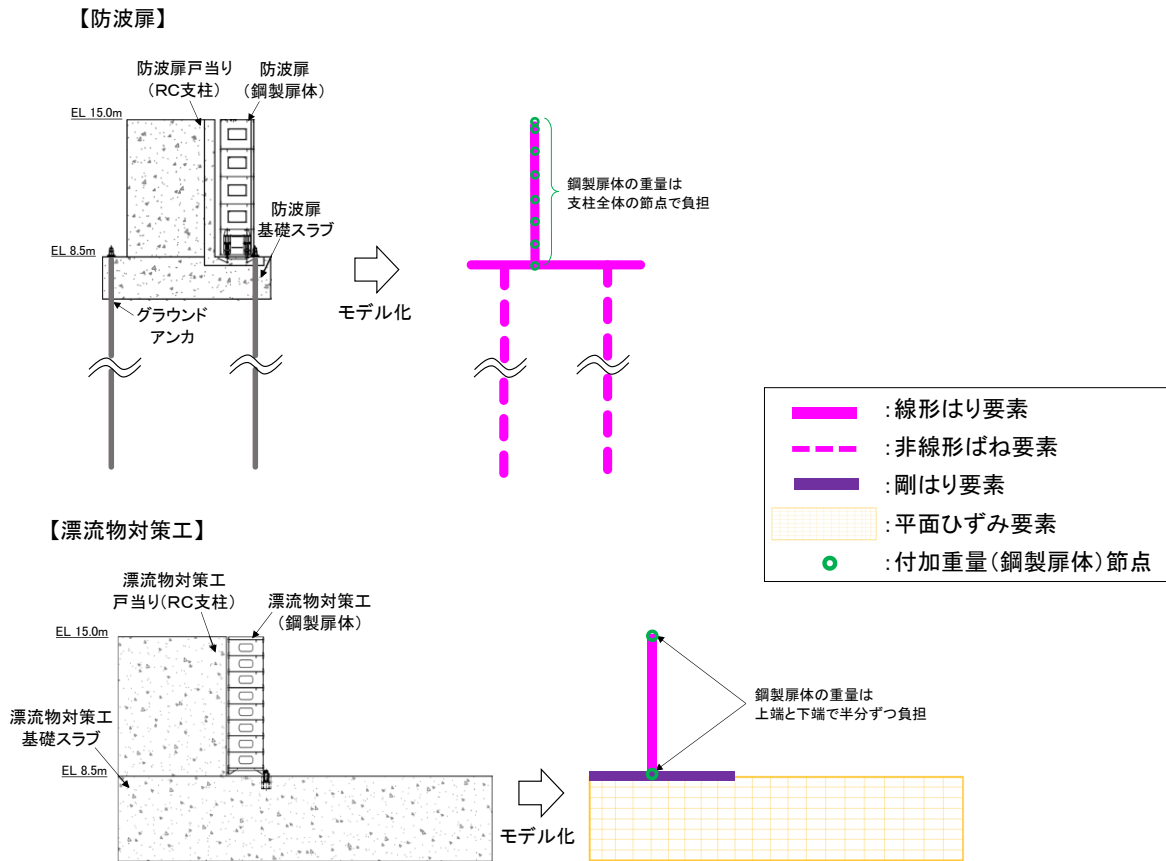 【防波扉】
防波扉戸当り
(RC支柱)
防波扉
(鋼製扉体)
EL 15.0m
防波扉
基礎スラブ
EL 8.5m
グラウンド
アンカ
モデル化
鋼製扉体の重量は
支柱全体の節点で負担
:線形はり要素
:非線形ばね要素
:剛はり要素
:平面ひずみ要素
:付加重量(鋼製扉体)節点
【漂流物対策工】
漂流物対策工
戸当り(RC支柱)
漂流物対策工
(鋼製扉体)
EL 15.0m
漂流物対策工
基礎スラブ
EL 8.5m
モデル化
鋼製扉体の重量は
上端と下端で半分ずつ負担